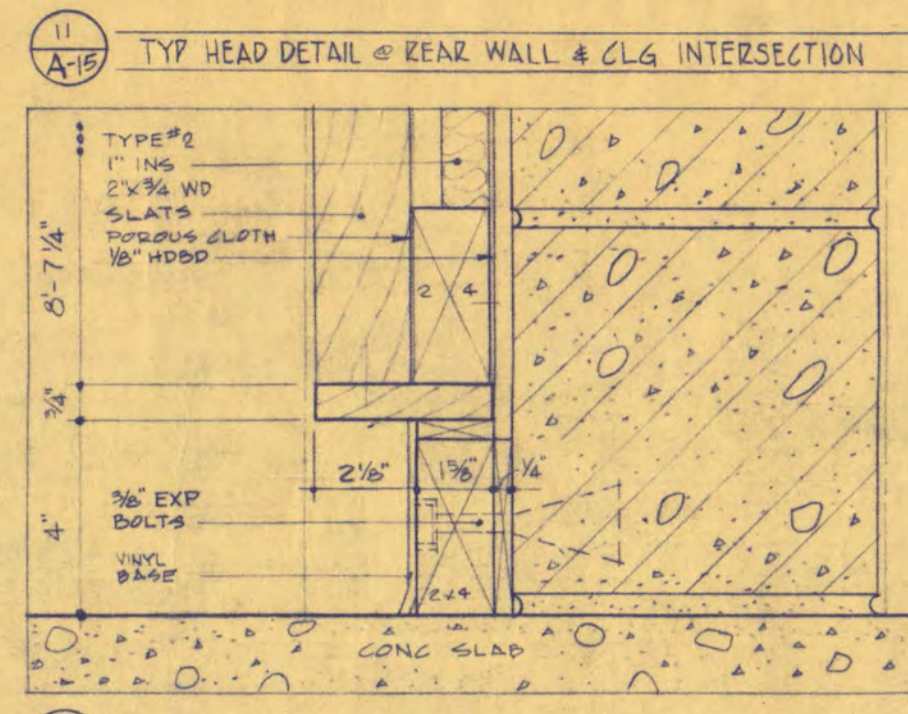 11
A-15
TYP HEAD DETAIL @ REAR WALL & CLG INTERSECTION
TYPE #2
1" INS
2"x3/4 WD
SLATS
POROUS CLOTH
1/8" HDBD
8'-7 1/4"
2 4
3/4"
2 1/8"
1 5/8"
1/4"
3/8" EXP
BOLTS
4"
VINYL
BASE
2x4
CONC SLAB